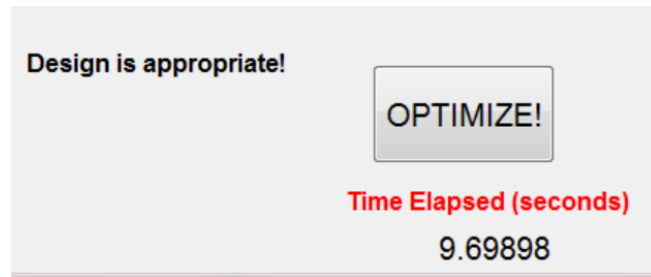 Design is appropriate!
OPTIMIZE!
Time Elapsed (seconds)
9.69898